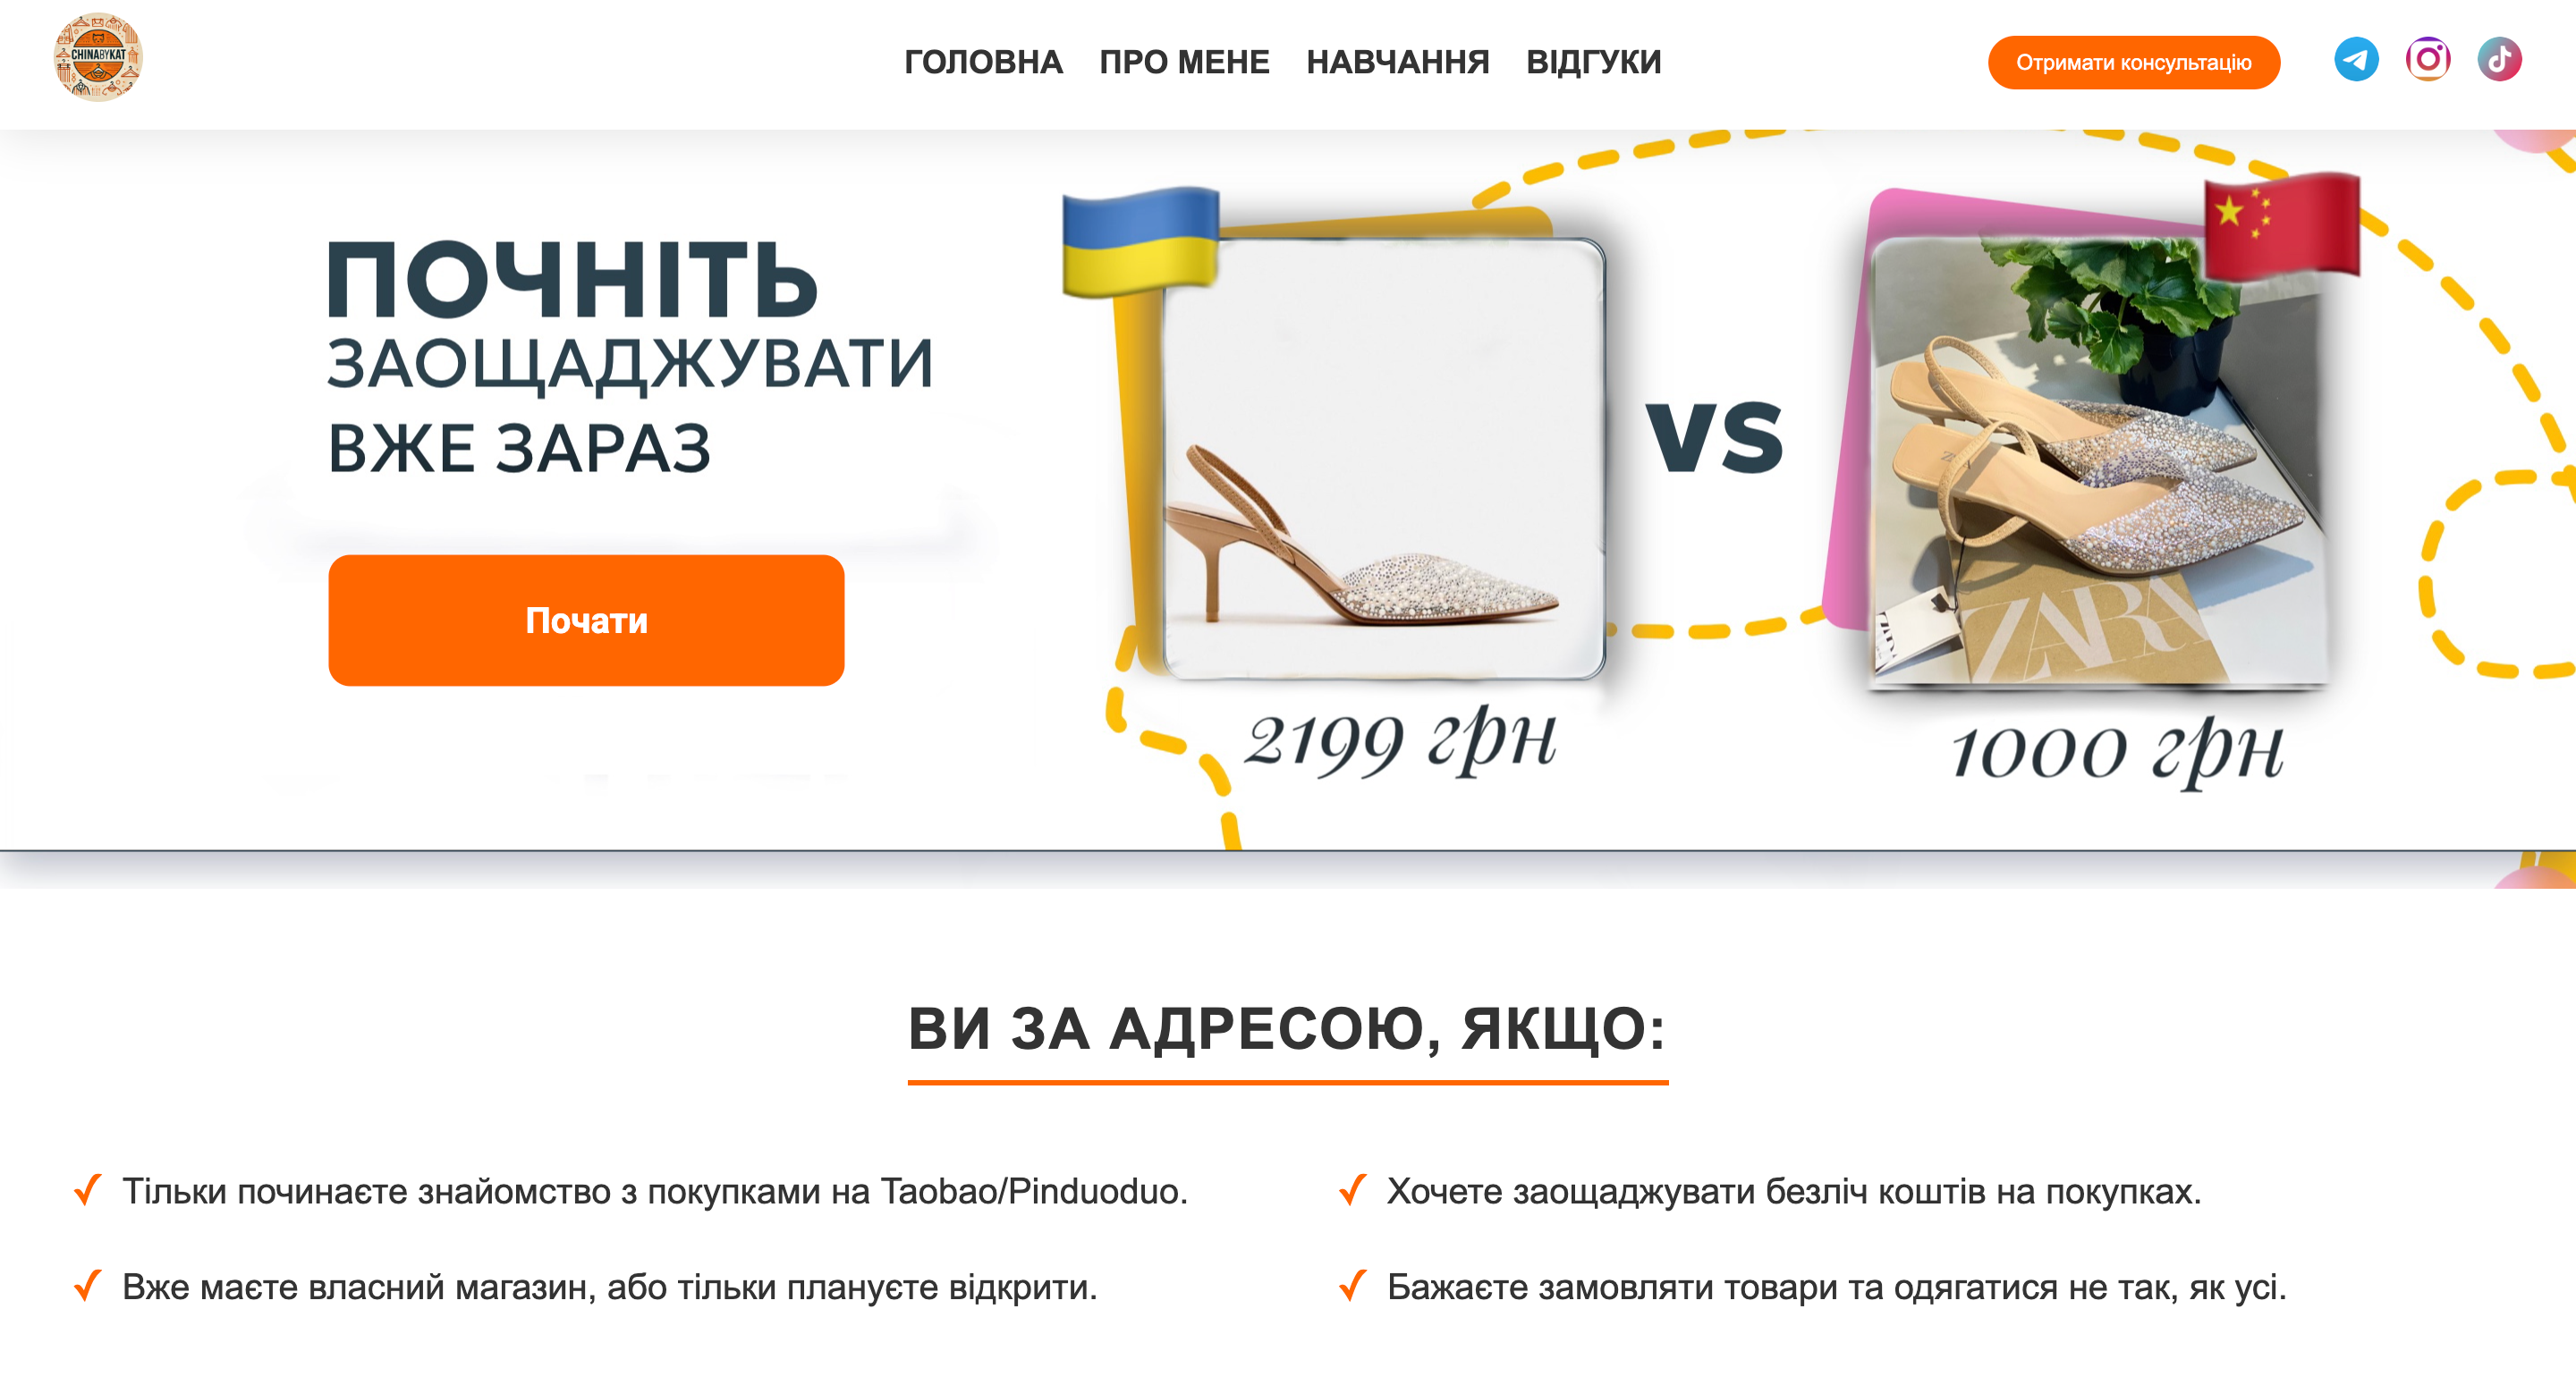 CHINABYKAT
ГОЛОВНА ПРО МЕНЕ НАВЧАННЯ ВІДГУКИ
Отримати консультацію
ПОЧНІТЬ
ЗАОЩАДЖУВАТИ
ВЖЕ ЗАРАЗ
Почати
VS
ZARA
2199 грн
1000 грн
ВИ ЗА АДРЕСОЮ, ЯКЩО:
Тільки починаєте знайомство з покупками на Taobao/Pinduoduo.
Хочете заощаджувати безліч коштів на покупках.
Вже маєте власний магазин, або тільки плануєте відкрити.
Бажаєте замовляти товари та одягатися не так, як усі.